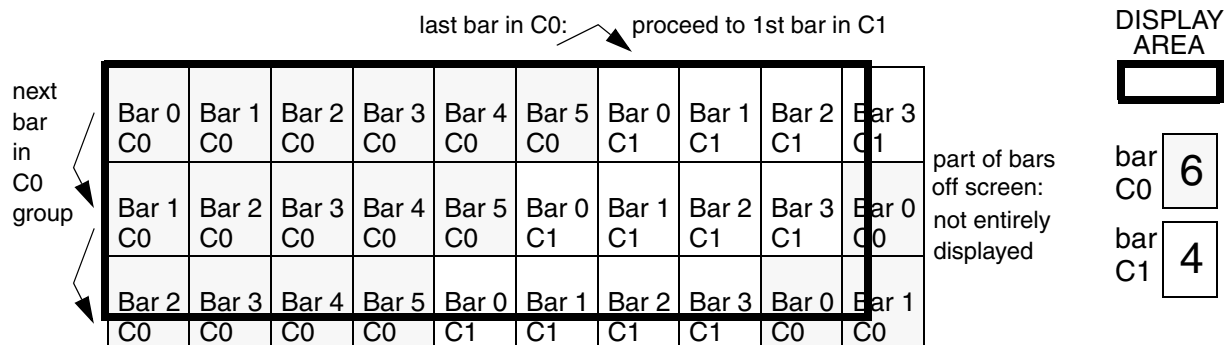 last bar in C0: proceed to 1st bar in C1
DISPLAY
AREA
next
bar
in
C0
group
Bar 0 Bar 1 Bar 2 Bar 3 Bar 4 Bar 5 Bar 0 Bar 1 Bar 2 Bar 3
C0 C0 C0 C0 C0 C0 C1 C1 C1 C1
Bar 1 Bar 2 Bar 3 Bar 4 Bar 5 Bar 0 Bar 1 Bar 2 Bar 3 Bar 0
C0 C0 C0 C0 C0 C1 C1 C1 C1 C0
Bar 2 Bar 3 Bar 4 Bar 5 Bar 0 Bar 1 Bar 2 Bar 3 Bar 0 Bar 1
C0 C0 C0 C0 C1 C1 C1 C1 C0 C0
part of bars
off screen:
not entirely
displayed
bar
C0
6
bar
C1
4